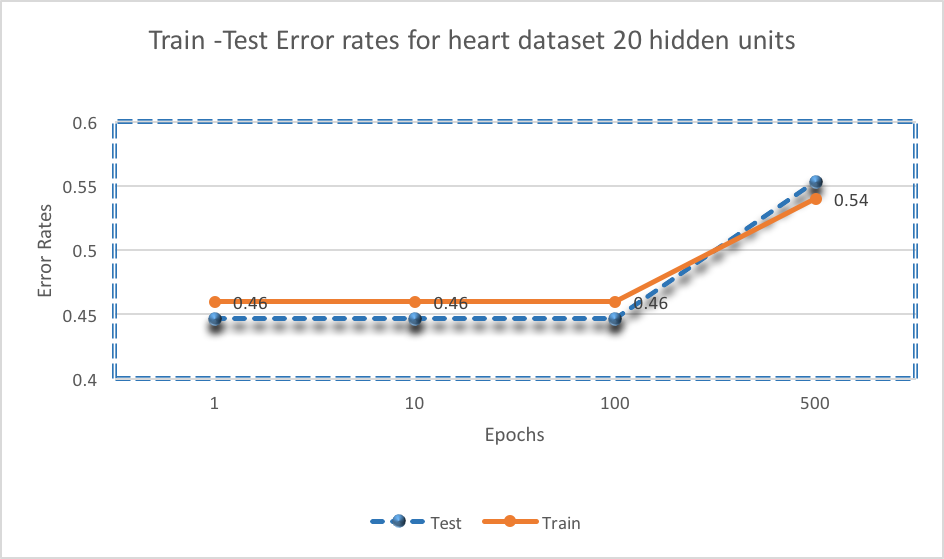 Train -Test Error rates for heart dataset 20 hidden units
0.6
0.55
0.5
0.45
0.4
Error Rates
0.46
0.46
0.46
0.54
1
10
100
500
Epochs
Test
Train